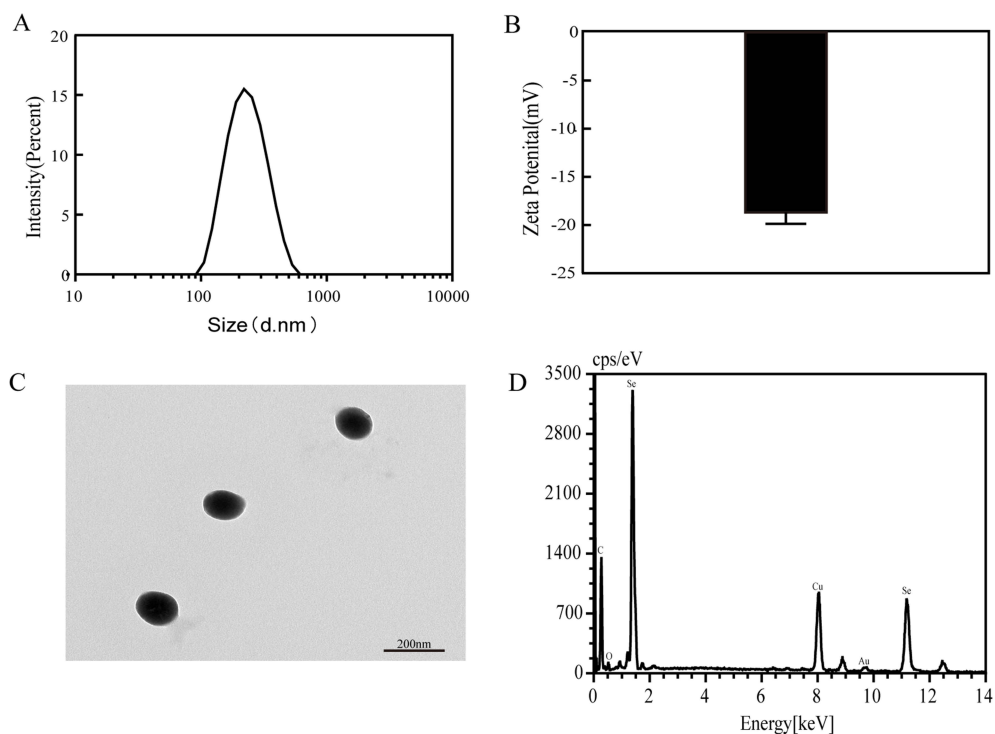 A
20
15
10
5
0
Intensity(Percent)
10
100
1000
10000
Size(d.nm)
B
0
-5
-10
-15
-20
-25
Zeta Potenital(mV)
C
200nm
D
cps/eV
3500
2800
2100
1400
700
0
C
O
Se
Cu
Au
Se
0 2 4 6 8 10 12 14
Energy[keV]